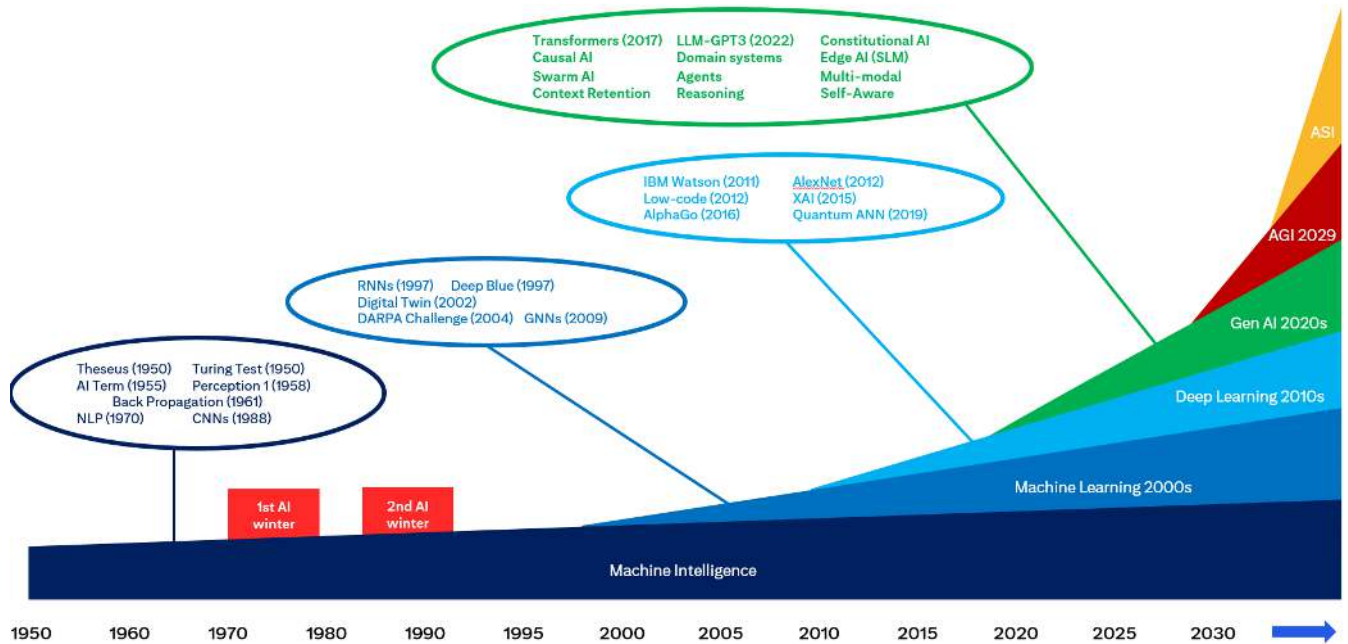 Transformers (2017) LLM-GPT3 (2022) Constitutional AI
Causal AI Domain systems Edge AI (SLM)
Swarm AI Agents Multi-modal
Context Retention Reasoning Self-Aware
ASI
IBM Watson (2011) AlexNet (2012)
Low-code (2012) XAI (2015)
AlphaGo (2016) Quantum ANN (2019)
AGI 2029
RNNs (1997) Deep Blue (1997)
Digital Twin (2002)
DARPA Challenge (2004) GNNs (2009)
Gen AI 2020s
Theseus (1950) Turing Test (1950)
AI Term (1955) Perception 1 (1958)
Back Propagation (1961)
NLP (1970) CNNs (1988)
Deep Learning 2010s
Machine Learning 2000s
1st AI
winter
2nd AI
winter
Machine Intelligence
1950 1960 1970 1980 1990 1995 2000 2005 2010 2015 2020 2025 2030